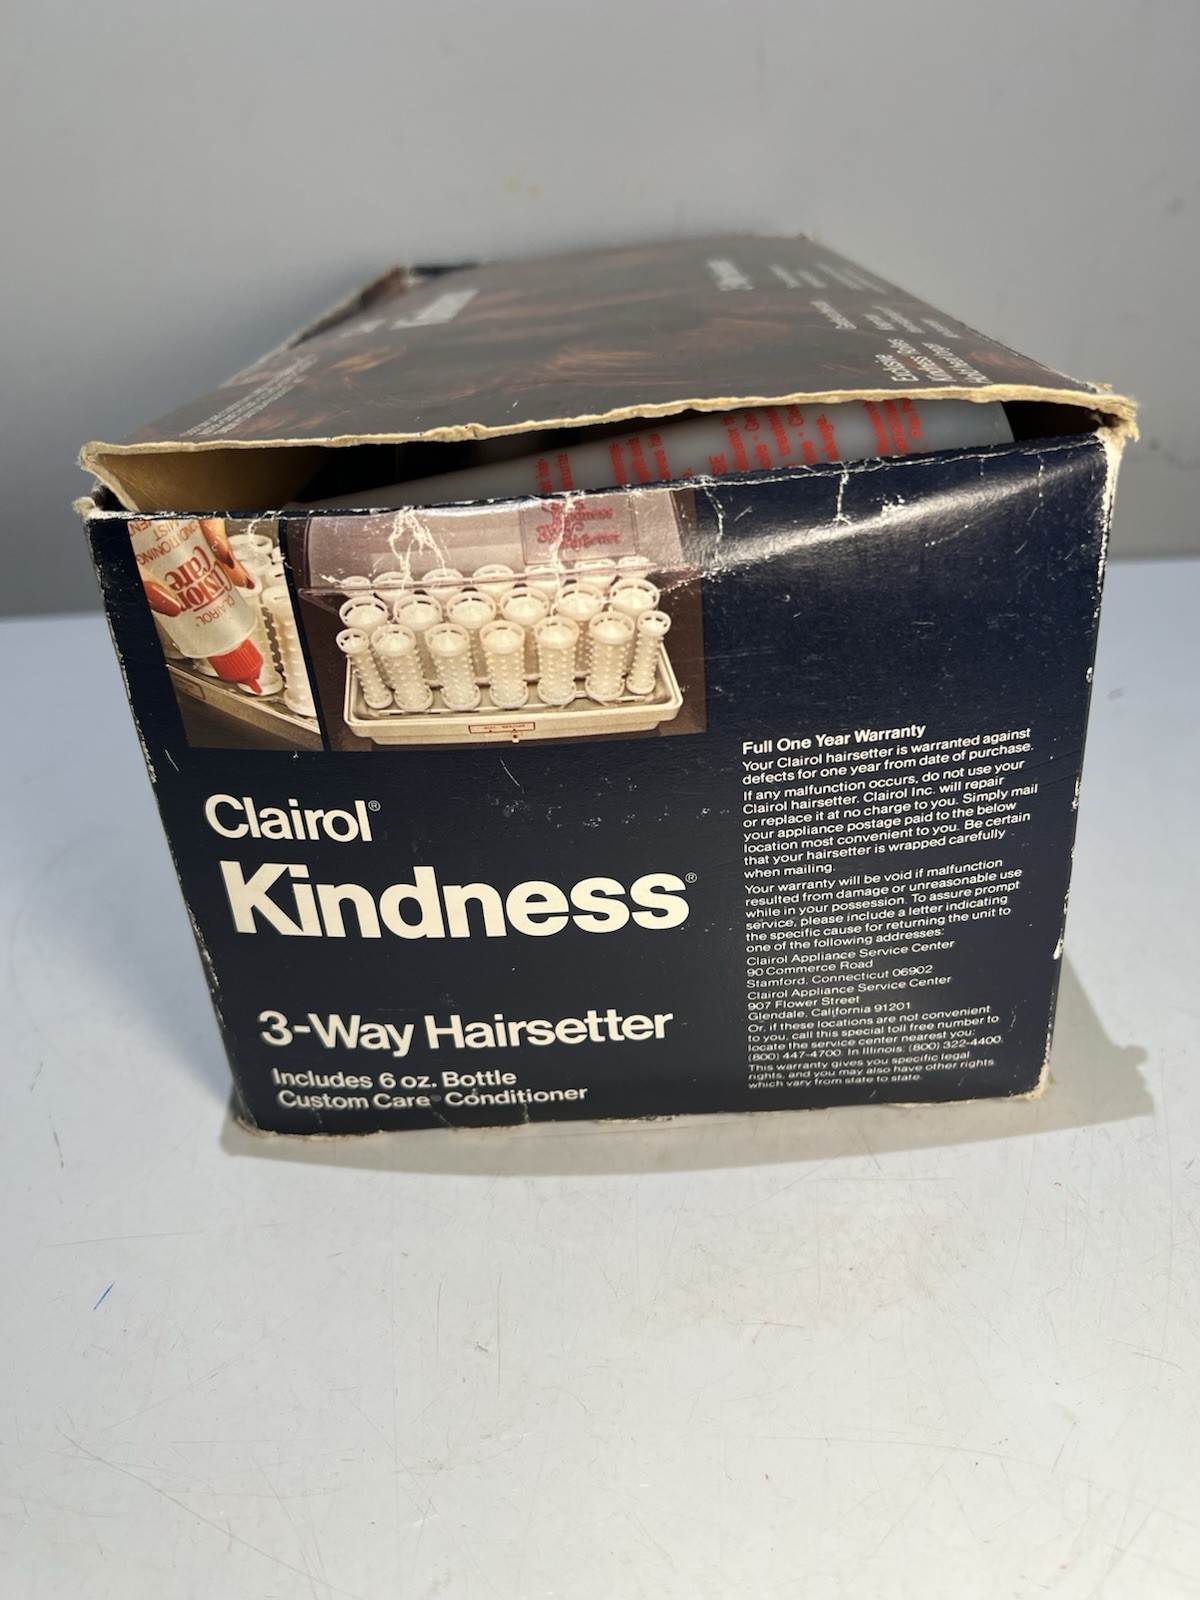 Exclusive
Kindness
CLAIROL®
Custom
Care
CONDITIONING
MIST
Kindness
Hairsetter
Clairol®
Kindness®
3-Way Hairsetter
Includes 6 oz. Bottle
Custom Care® Conditioner
Full One Year Warranty
Your Clairol hairsetter is warranted against
defects for one year from date of purchase.
If any malfunction occurs, do not use your
Clairol hairsetter. Clairol Inc. will repair
or replace it at no charge to you. Simply mail
your appliance postage paid to the below
location most convenient to you. Be certain
that your hairsetter is wrapped carefully
when mailing.
Your warranty will be void if malfunction
resulted from damage or unreasonable use
while in your possession. To assure prompt
service, please include a letter indicating
the specific cause for returning the unit to
one of the following addresses:
Clairol Appliance Service Center
90 Commerce Road
Stamford, Connecticut 06902
Clairol Appliance Service Center
907 Flower Street
Glendale, California 91201
Or, if these locations are not convenient
to you, call this special toll free number to
locate the service center nearest you:
(800) 447-4700. In Illinois: (800) 322-4400.
This warranty gives you specific legal
rights, and you may also have other rights
which vary from state to state.